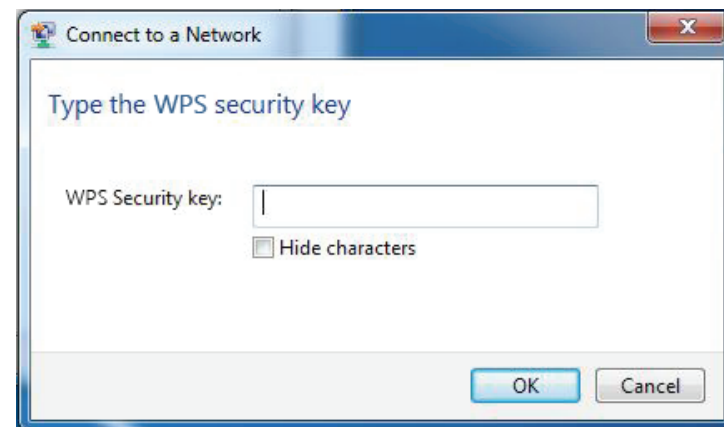 Connect to a Network
Type the WPS security key
WPS Security key:
Hide characters
OK Cancel